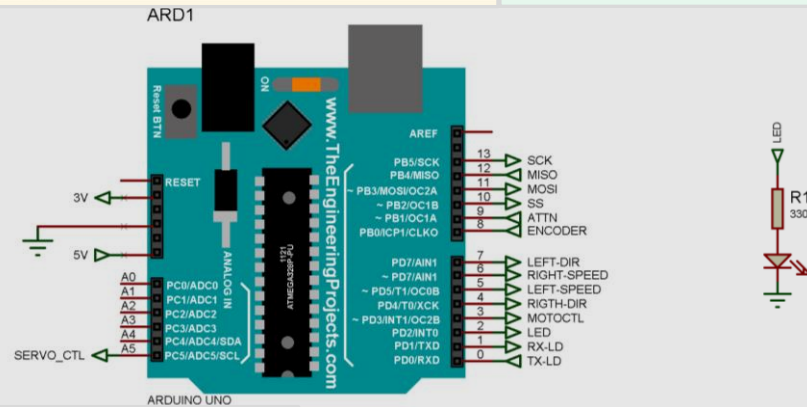 ARD1
ON
Reset BTN
www.TheEngineeringProjects.com
AREF
RESET
3V
5V
ANALOG IN
1121
ATMEGA328P-PU
PB5/SCK 13 SCK
PB4/MISO 12 MISO
~ PB3/MOSI/OC2A 11 MOSI
~ PB2/OC1B 10 SS
~ PB1/OC1A 9 ATTN
PB0/ICP1/CLKO 8 ENCODER
PD7/AIN1 7 LEFT-DIR
~ PD7/AIN1 6 RIGHT-SPEED
~ PD5/T1/OC0B 5 LEFT-SPEED
PD4/T0/XCK 4 RIGTH-DIR
~ PD3/INT1/OC2B 3 MOTOCTL
PD2/INT0 2 LED
PD1/TXD 1 RX-LD
PD0/RXD 0 TX-LD
A0 PC0/ADC0
A1 PC1/ADC1
A2 PC2/ADC2
A3 PC3/ADC3
A4 PC4/ADC4/SDA
SERVO_CTL A5 PC5/ADC5/SCL
ARDUINO UNO
LED
R1
330